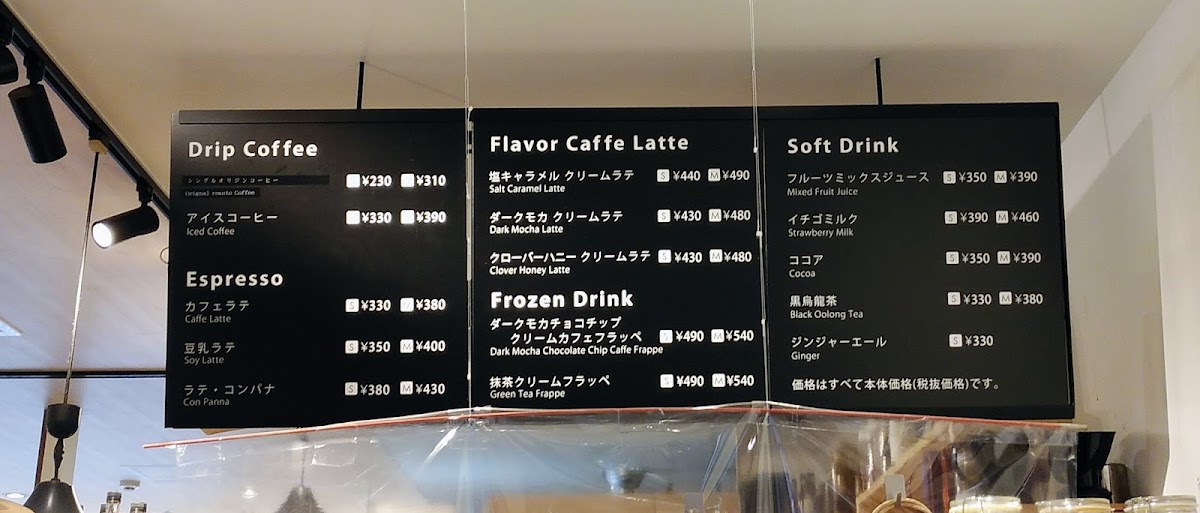 Drip Coffee
シングルオリジンコーヒー
Orignal romato Coffee ¥230 ¥310
アイスコーヒー ¥330 ¥390
Iced Coffee
Espresso
カフェラテ S ¥330 M ¥380
Caffe Latte
豆乳ラテ S ¥350 M ¥400
Soy Latte
ラテ・コンパナ S ¥380 M ¥430
Con Panna
Flavor Caffe Latte
塩キャラメル クリームラテ S ¥440 M ¥490
Salt Caramel Latte
ダークモカ クリームラテ S ¥430 M ¥480
Dark Mocha Latte
クローバーハニー クリームラテ S ¥430 M ¥480
Clover Honey Latte
Frozen Drink
ダークモカチョコチップ
クリームカフェフラッペ S ¥490 M ¥540
Dark Mocha Chocolate Chip Caffe Frappe
抹茶クリームフラッペ S ¥490 M ¥540
Green Tea Frappe
Soft Drink
フルーツミックスジュース S ¥350 M ¥390
Mixed Fruit Juice
イチゴミルク S ¥390 M ¥460
Strawberry Milk
ココア S ¥350 M ¥390
Cocoa
黒烏龍茶 S ¥330 M ¥380
Black Oolong Tea
ジンジャーエール S ¥330
Ginger
価格はすべて本体価格(税抜価格)です。